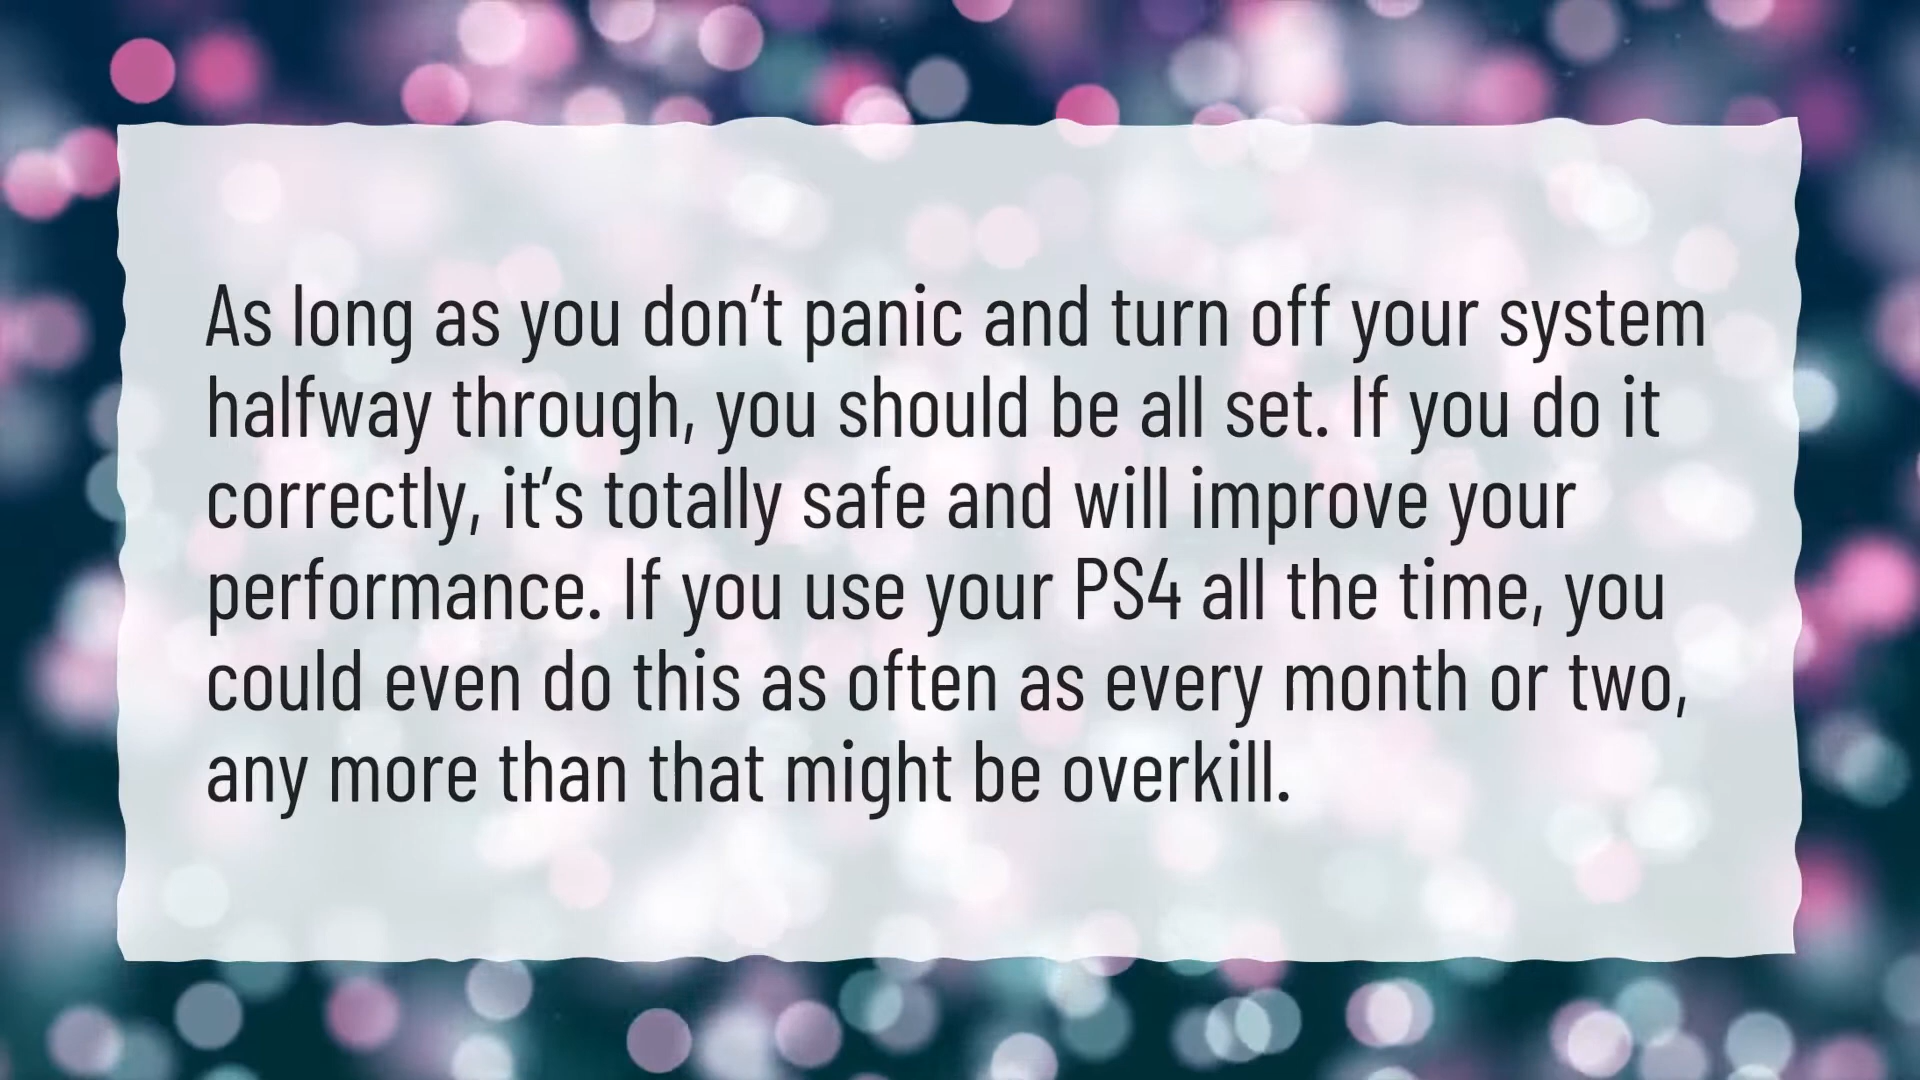 As long as you don’t panic and turn off your system
halfway through, you should be all set. If you do it
correctly, it’s totally safe and will improve your
performance. If you use your PS4 all the time, you
could even do this as often as every month or two,
any more than that might be overkill.